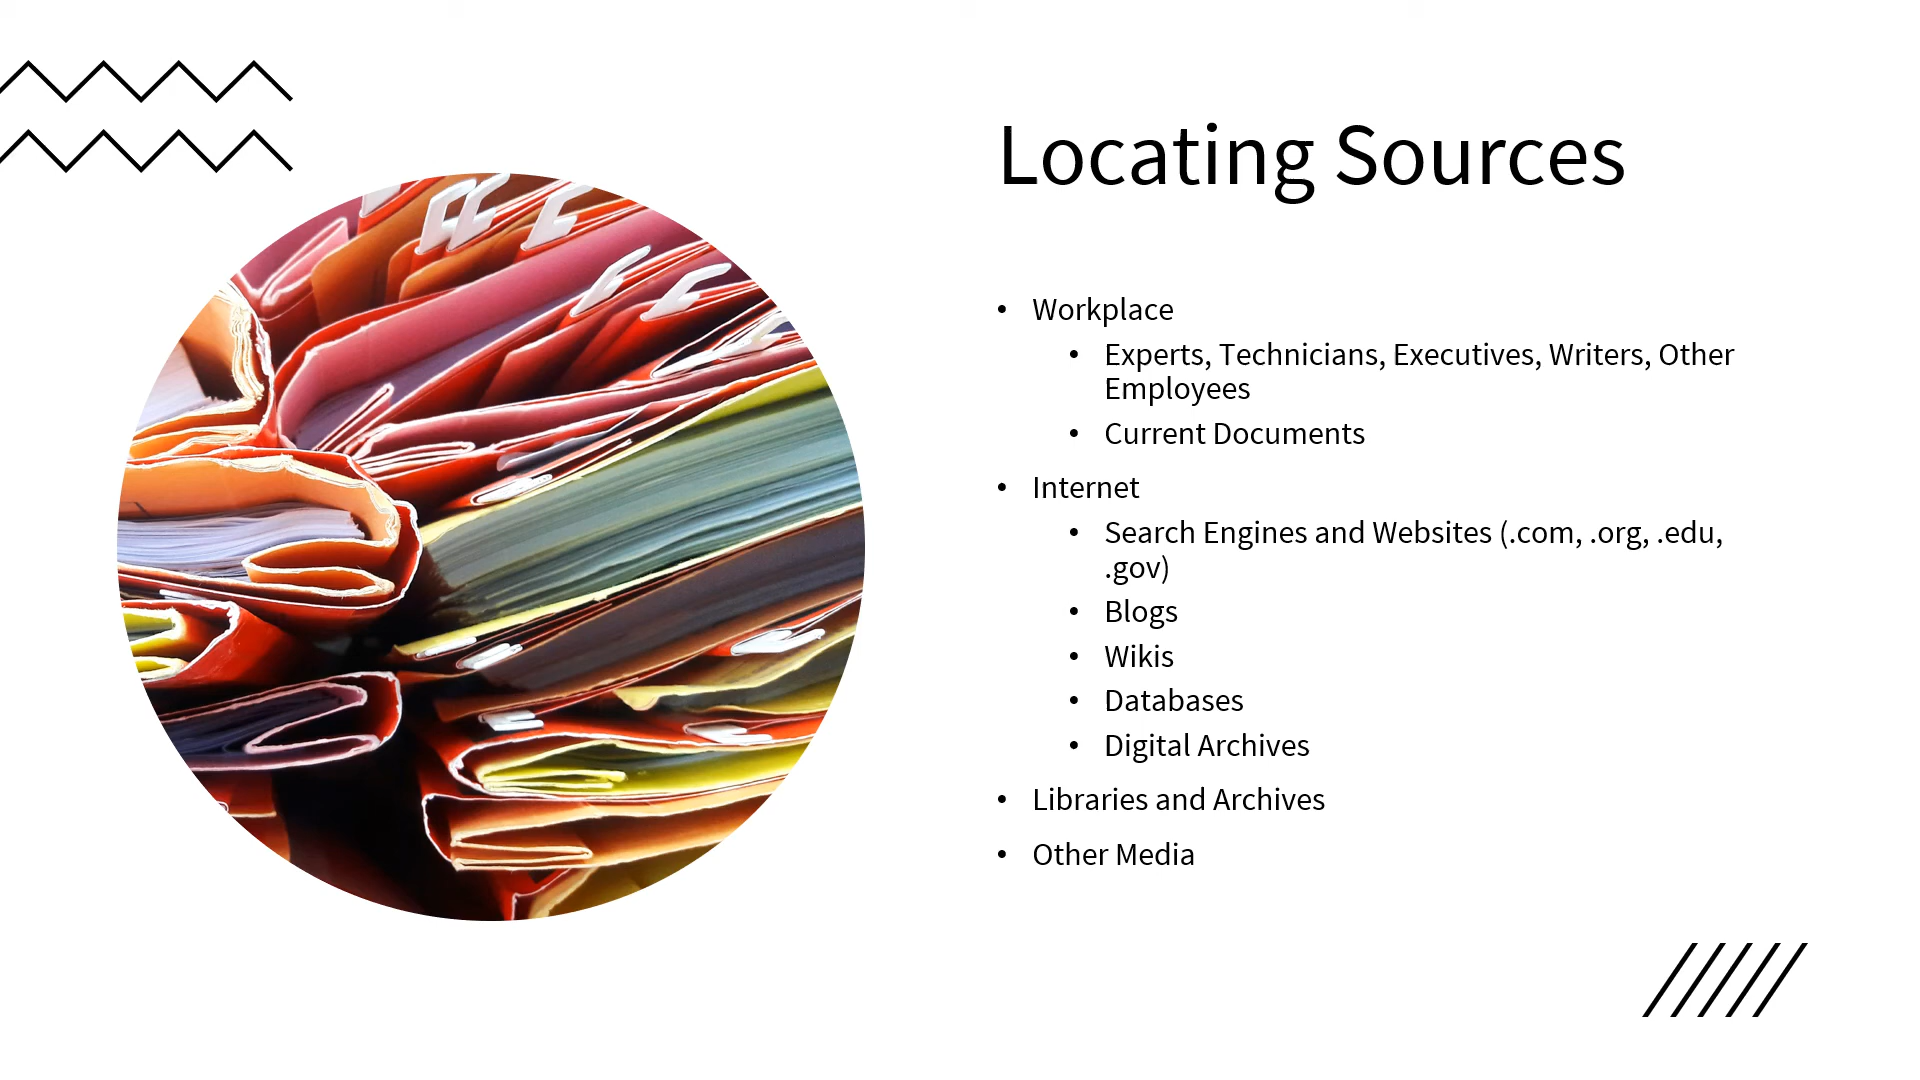 Locating Sources
• Workplace
• Experts, Technicians, Executives, Writers, Other
Employees
• Current Documents
• Internet
• Search Engines and Websites (.com, .org, .edu,
.gov)
• Blogs
• Wikis
• Databases
• Digital Archives
• Libraries and Archives
• Other Media